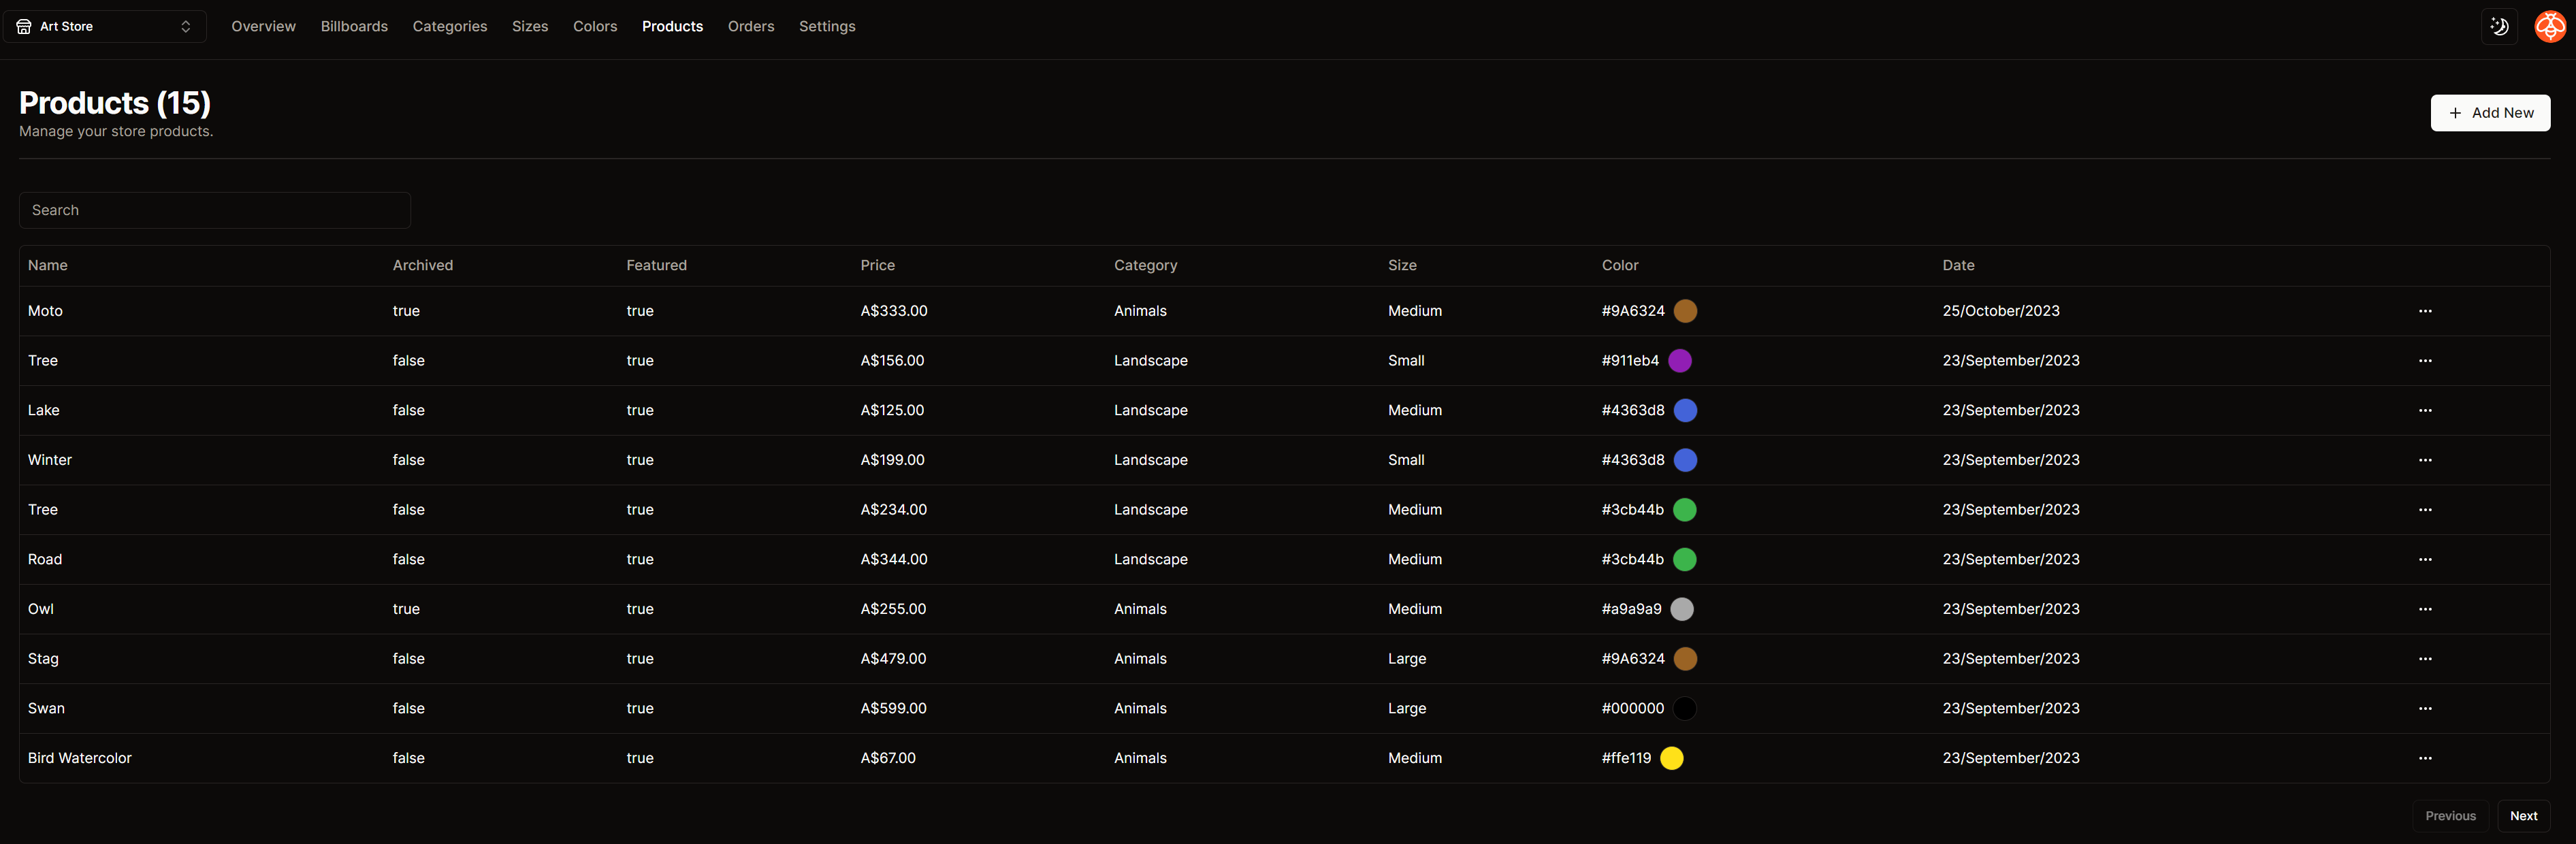 Art Store Overview Billboards Categories Sizes Colors Products Orders Settings
Products (15)
Manage your store products.
+ Add New
Search
Name Archived Featured Price Category Size Color Date
Moto true true A$333.00 Animals Medium #9A6324 25/October/2023 ...
Tree false true A$156.00 Landscape Small #911eb4 23/September/2023 ...
Lake false true A$125.00 Landscape Medium #4363d8 23/September/2023 ...
Winter false true A$199.00 Landscape Small #4363d8 23/September/2023 ...
Tree false true A$234.00 Landscape Medium #3cb44b 23/September/2023 ...
Road false true A$344.00 Landscape Medium #3cb44b 23/September/2023 ...
Owl true true A$255.00 Animals Medium #a9a9a9 23/September/2023 ...
Stag false true A$479.00 Animals Large #9A6324 23/September/2023 ...
Swan false true A$599.00 Animals Large #000000 23/September/2023 ...
Bird Watercolor false true A$67.00 Animals Medium #ffe119 23/September/2023 ...
Previous Next